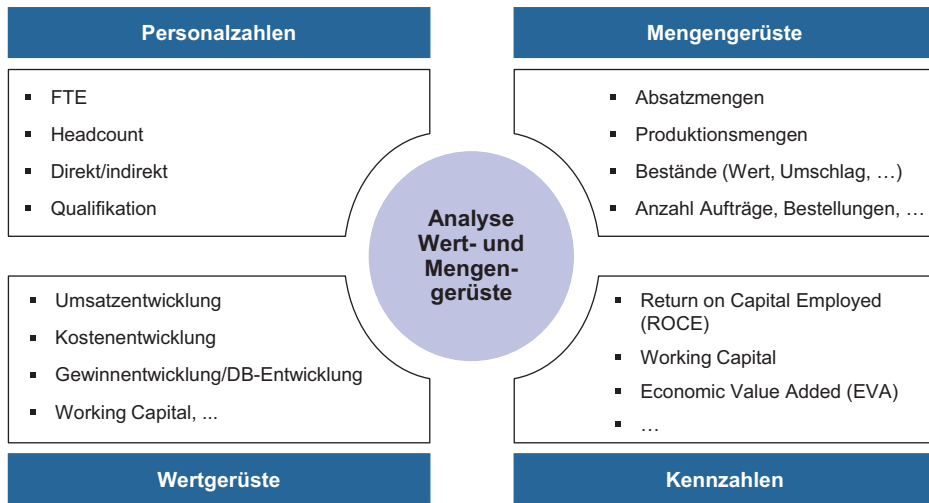 Personalzahlen
FTE
Headcount
Direkt/indirekt
Qualifikation
Mengengerüste
Absatzmengen
Produktionsmengen
Bestände (Wert, Umschlag, …)
Anzahl Aufträge, Bestellungen, …
Analyse
Wert- und
Mengen-
gerüste
Umsatzentwicklung
Kostenentwicklung
Gewinnentwicklung/DB-Entwicklung
Working Capital, ...
Wertgerüste
Return on Capital Employed
(ROCE)
Working Capital
Economic Value Added (EVA)
…
Kennzahlen